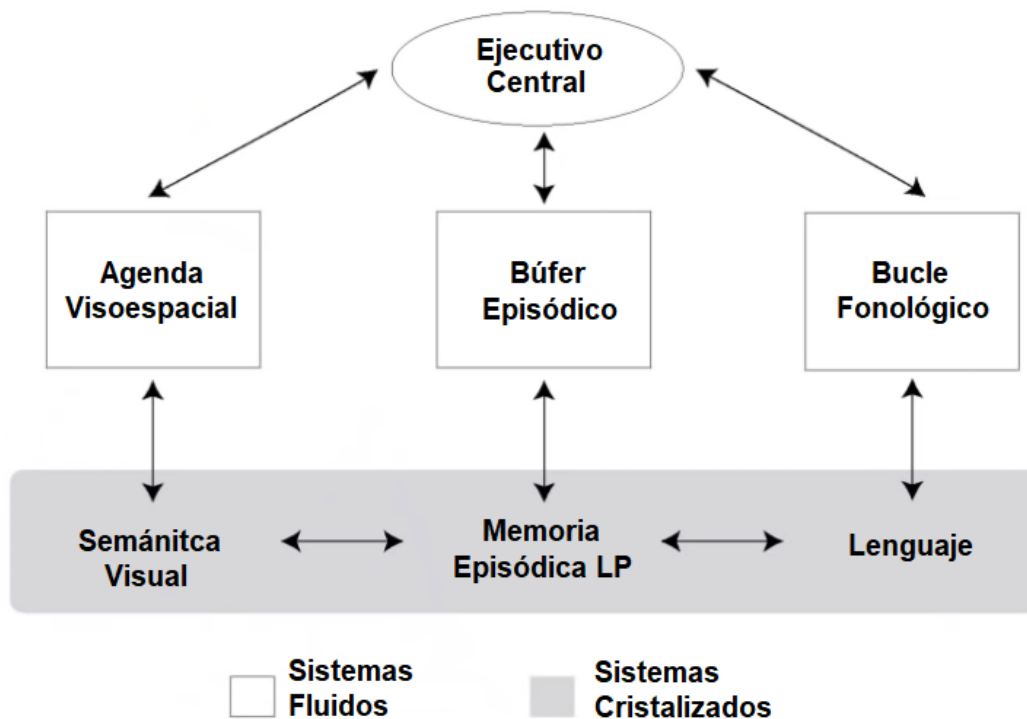 Ejecutivo
Central
Agenda
Visoespacial
Búfer
Episódico
Bucle
Fonológico
Semánitca
Visual
Memoria
Episódica LP
Lenguaje
Sistemas
Fluidos
Sistemas
Cristalizados